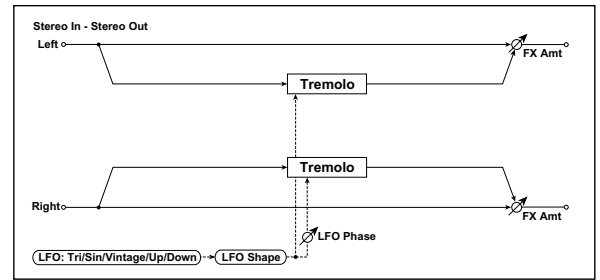 Stereo In - Stereo Out
Left
FX Amt
Tremolo
Tremolo
Right
FX Amt
LFO Phase
LFO: Tri/Sin/Vintage/Up/Down
LFO Shape